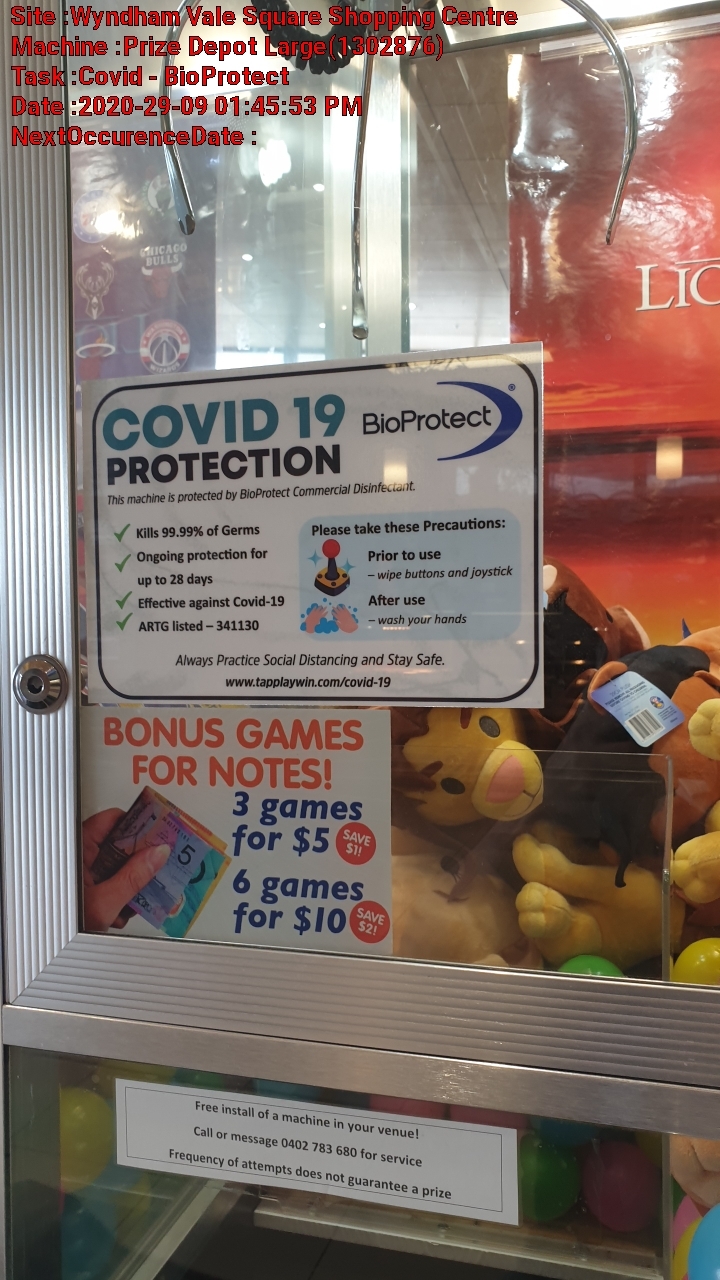 Site :Wyndham Vale Square Shopping Centre
Machine :Prize Depot Large(1302876)
Task :Covid - BioProtect
Date :2020-29-09 01:45:53 PM
NextOccurenceDate :
CHICAGO
BULLS
LIO
COVID 19
PROTECTION
BioProtect®
This machine is protected by BioProtect Commercial Disinfectant.
Kills 99.99% of Germs
Ongoing protection for
up to 28 days
Effective against Covid-19
ARTG listed – 341130
Please take these Precautions:
Prior to use
– wipe buttons and joystick
After use
– wash your hands
Always Practice Social Distancing and Stay Safe.
www.tapplaywin.com/covid-19
BONUS GAMES
FOR NOTES!
3 games
for $5
SAVE
$1!
6 games
for $10
SAVE
$2!
5
Free install of a machine in your venue!
Call or message 0402 783 680 for service
Frequency of attempts does not guarantee a prize